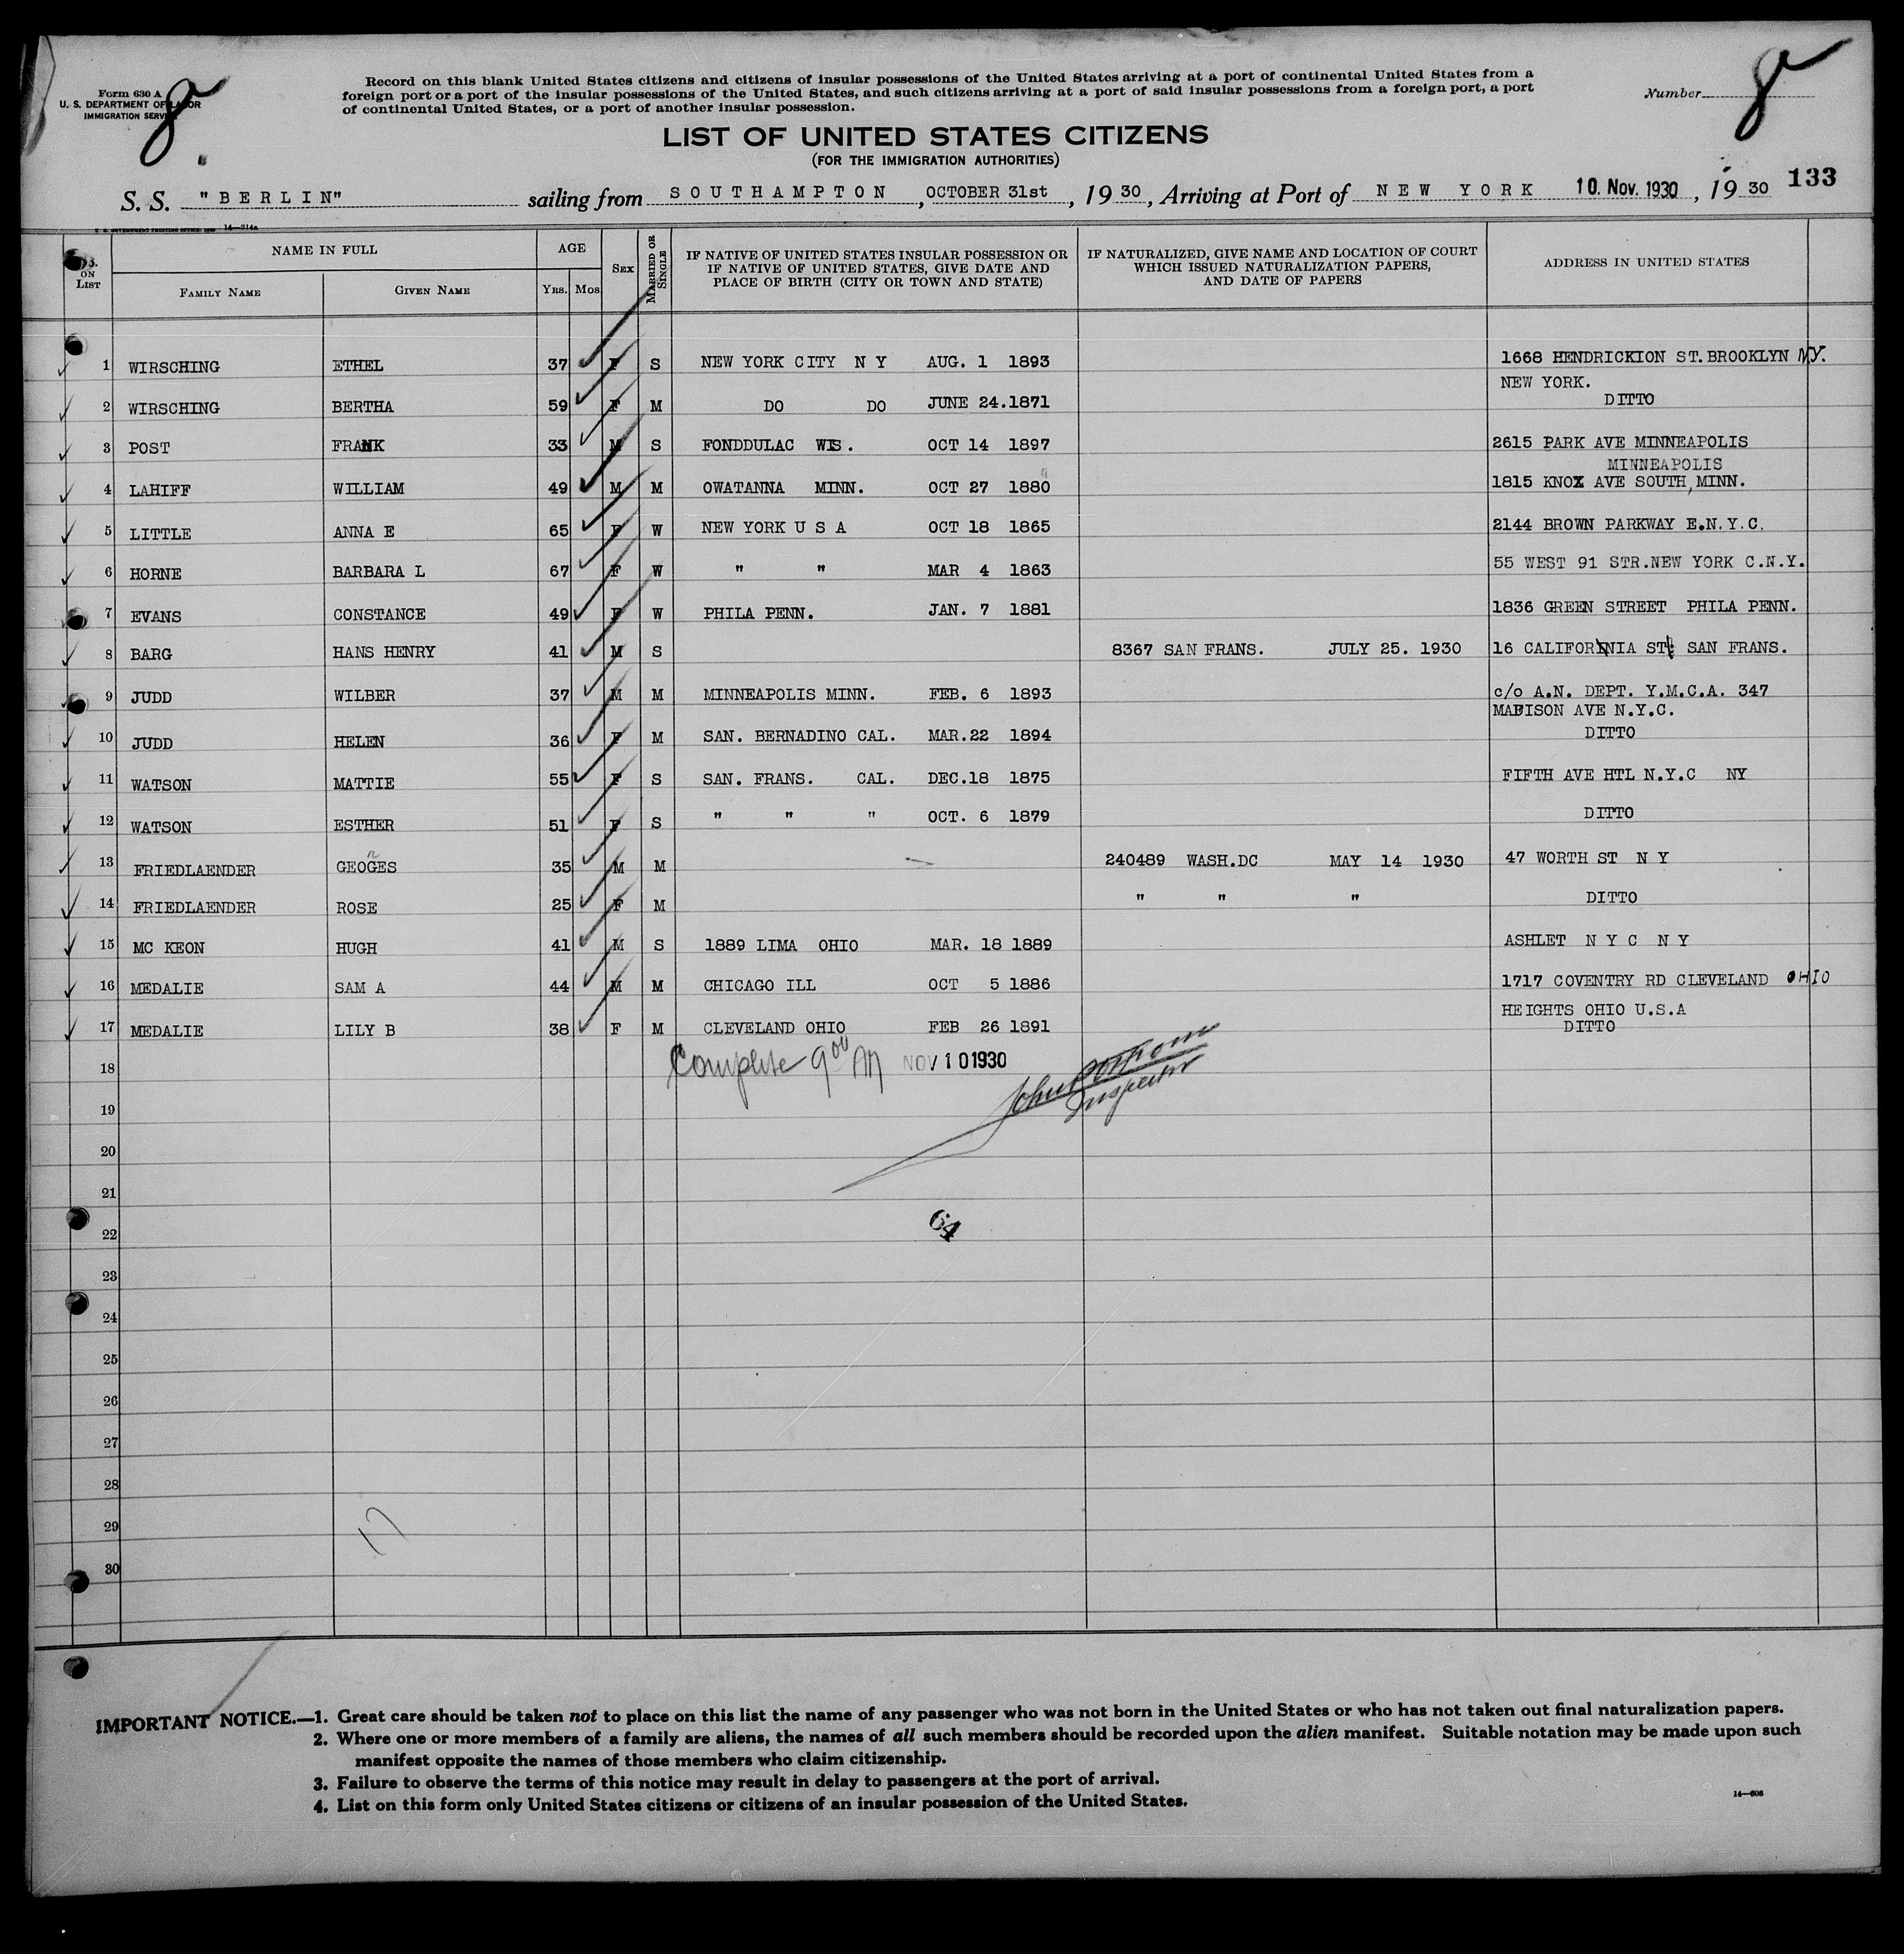 Form 630 A
U. S. DEPARTMENT OF LABOR
IMMIGRATION SERVICE
8
Record on this blank United States citizens and citizens of insular possessions of the United States arriving at a port of continental United States from a
foreign port or a port of the insular possessions of the United States, and such citizens arriving at a port of said insular possessions from a foreign port, a port
of continental United States, or a port of another insular possession.
Number 8
LIST OF UNITED STATES CITIZENS
(FOR THE IMMIGRATION AUTHORITIES)
S. S. "BERLIN" sailing from SOUTHAMPTON, OCTOBER 31st, 1930, Arriving at Port of NEW YORK 10. Nov. 1930, 1930 133
NAME IN FULL AGE SEX MARRIED OR SINGLE
ON LIST FAMILY NAME GIVEN NAME YRS. MOS
IF NATIVE OF UNITED STATES INSULAR POSSESSION OR
IF NATIVE OF UNITED STATES, GIVE DATE AND
PLACE OF BIRTH (CITY OR TOWN AND STATE)
IF NATURALIZED, GIVE NAME AND LOCATION OF COURT
WHICH ISSUED NATURALIZATION PAPERS,
AND DATE OF PAPERS
ADDRESS IN UNITED STATES
1 WIRSCHING ETHEL 37 F S NEW YORK CITY N Y AUG. 1 1893 1668 HENDRICKION ST. BROOKLYN N.Y.
NEW YORK.
2 WIRSCHING BERTHA 59 F M DO DO JUNE 24.1871 DITTO
3 POST FRANK 33 M S FONDDULAC WIS. OCT 14 1897 2615 PARK AVE MINNEAPOLIS
MINNEAPOLIS
4 LAHIFF WILLIAM 49 M M OWATANNA MINN. OCT 27 1880 1815 KNOX AVE SOUTH, MINN.
5 LITTLE ANNA E 65 F W NEW YORK U S A OCT 18 1865 2144 BROWN PARKWAY E.N.Y.C.
6 HORNE BARBARA L 67 F W " " MAR 4 1863 55 WEST 91 STR.NEW YORK C.N.Y.
7 EVANS CONSTANCE 49 F W PHILA PENN. JAN. 7 1881 1836 GREEN STREET PHILA PENN.
8 BARG HANS HENRY 41 M S 8367 SAN FRANS. JULY 25. 1930 16 CALIFORNIA ST. SAN FRANS.
9 JUDD WILBER 37 M M MINNEAPOLIS MINN. FEB. 6 1893 c/o A.N. DEPT. Y.M.C.A. 347
MADISON AVE N.Y.C.
10 JUDD HELEN 36 F M SAN. BERNADINO CAL. MAR.22 1894 DITTO
11 WATSON MATTIE 55 F S SAN. FRANS. CAL. DEC.18 1875 FIFTH AVE HTL N.Y.C NY
12 WATSON ESTHER 51 F S " " " OCT. 6 1879 DITTO
13 FRIEDLAENDER GEOrGES 35 M M 240489 WASH.DC MAY 14 1930 47 WORTH ST N Y
14 FRIEDLAENDER ROSE 25 F M " " " DITTO
15 MC KEON HUGH 41 M S 1889 LIMA OHIO MAR. 18 1889 ASHLET N Y C N Y
16 MEDALIE SAM A 44 M M CHICAGO ILL OCT 5 1886 1717 COVENTRY RD CLEVELAND OHIO
HEIGHTS OHIO U.S.A
17 MEDALIE LILY B 38 F M CLEVELAND OHIO FEB 26 1891 DITTO
18 Complete 9 00 NOV 10 1930
John
Inspector
19
20
21
64
22
23
24
25
26
27
28
29
17
30
IMPORTANT NOTICE.—1. Great care should be taken not to place on this list the name of any passenger who was not born in the United States or who has not taken out final naturalization papers.
2. Where one or more members of a family are aliens, the names of all such members should be recorded upon the alien manifest. Suitable notation may be made upon such
manifest opposite the names of those members who claim citizenship.
3. Failure to observe the terms of this notice may result in delay to passengers at the port of arrival.
4. List on this form only United States citizens or citizens of an insular possession of the United States.
14—608